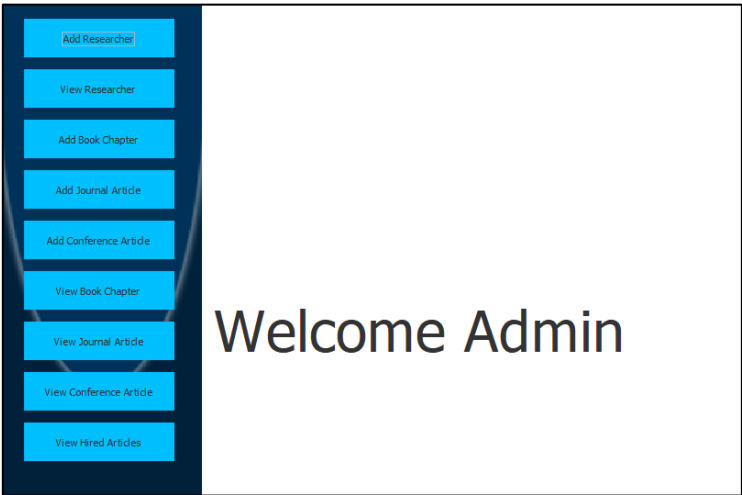 Add Researcher
View Researcher
Add Book Chapter
Add Journal Article
Add Conference Article
View Book Chapter
View Journal Article
View Conference Article
View Hired Articles
Welcome Admin